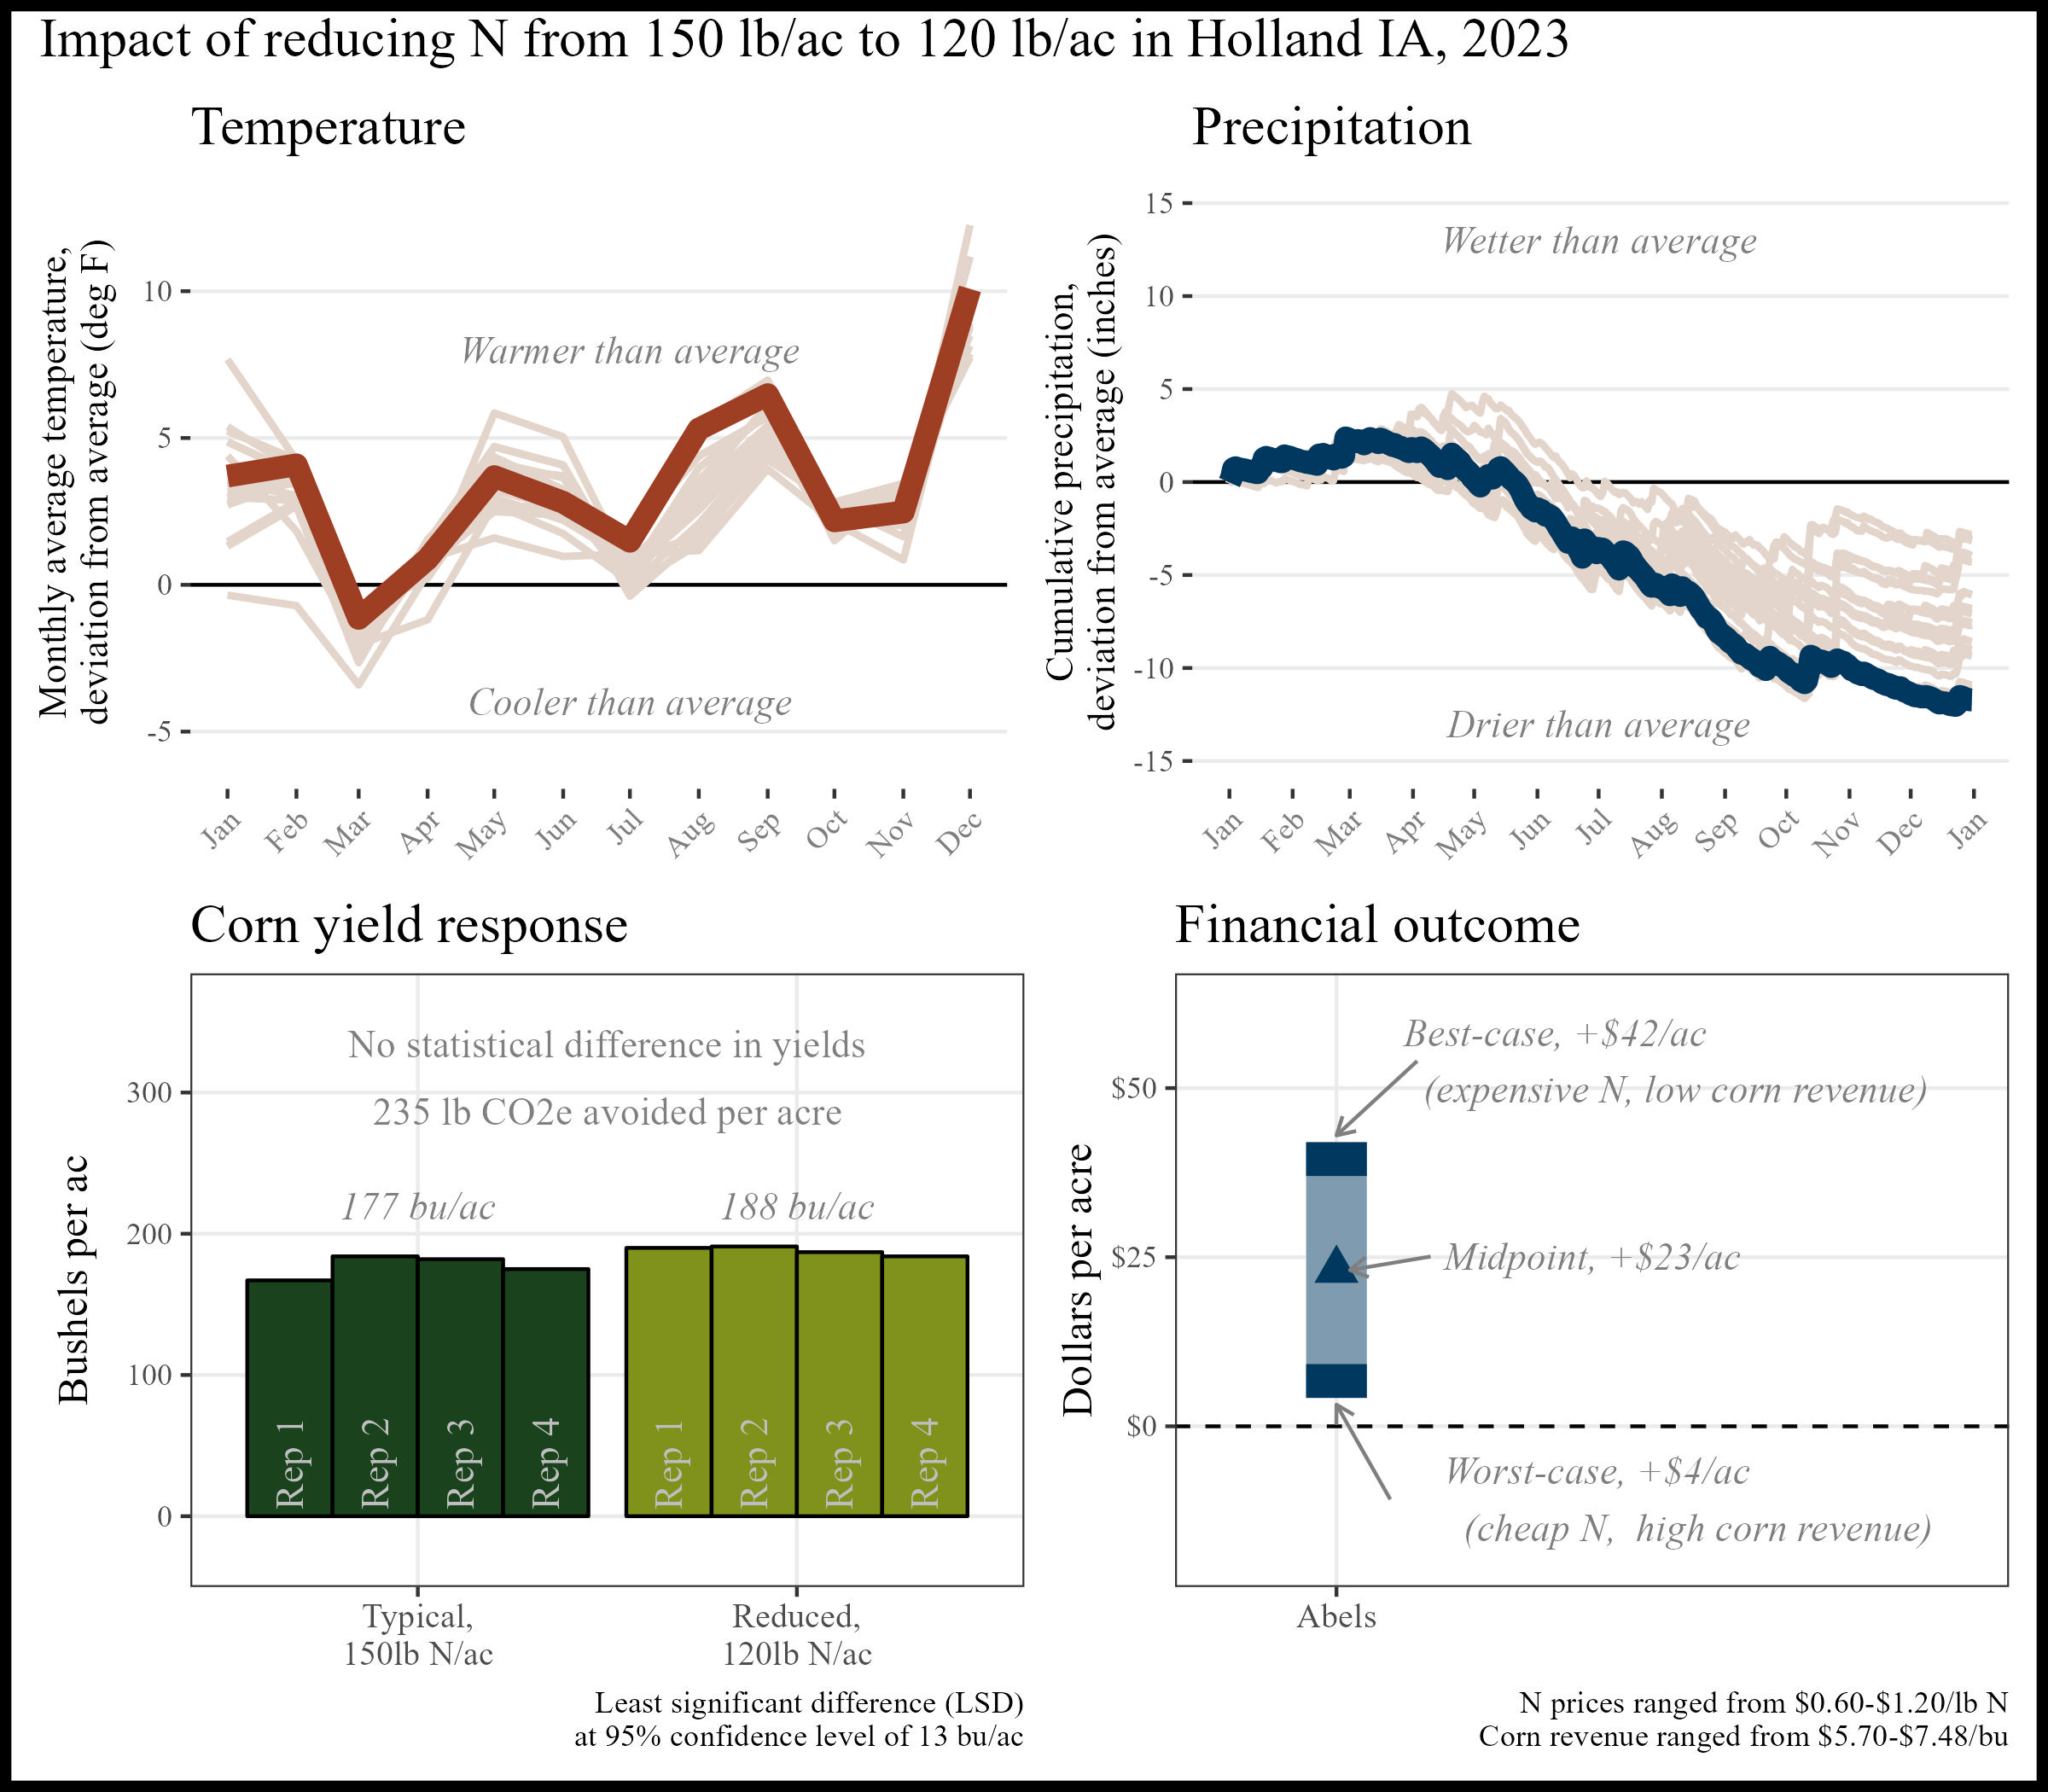 Impact of reducing N from 150 lb/ac to 120 lb/ac in Holland IA, 2023
Temperature
Monthly average temperature,
deviation from average (deg F)
10
5
0
-5
Warmer than average
Cooler than average
Jan
Feb
Mar
Apr
May
Jun
Jul
Aug
Sep
Oct
Nov
Dec
Precipitation
Cumulative precipitation,
deviation from average (inches)
15
10
5
0
-5
-10
-15
Wetter than average
Drier than average
Jan
Feb
Mar
Apr
May
Jun
Jul
Aug
Sep
Oct
Nov
Dec
Jan
Corn yield response
Bushels per ac
300
200
100
0
No statistical difference in yields
235 lb CO2e avoided per acre
177 bu/ac
188 bu/ac
Rep 1
Rep 2
Rep 3
Rep 4
Rep 1
Rep 2
Rep 3
Rep 4
Typical,
150lb N/ac
Reduced,
120lb N/ac
Least significant difference (LSD)
at 95% confidence level of 13 bu/ac
Financial outcome
Dollars per acre
$50
$25
$0
Best-case, +$42/ac
(expensive N, low corn revenue)
Midpoint, +$23/ac
Worst-case, +$4/ac
(cheap N,  high corn revenue)
Abels
N prices ranged from $0.60-$1.20/lb N
Corn revenue ranged from $5.70-$7.48/bu